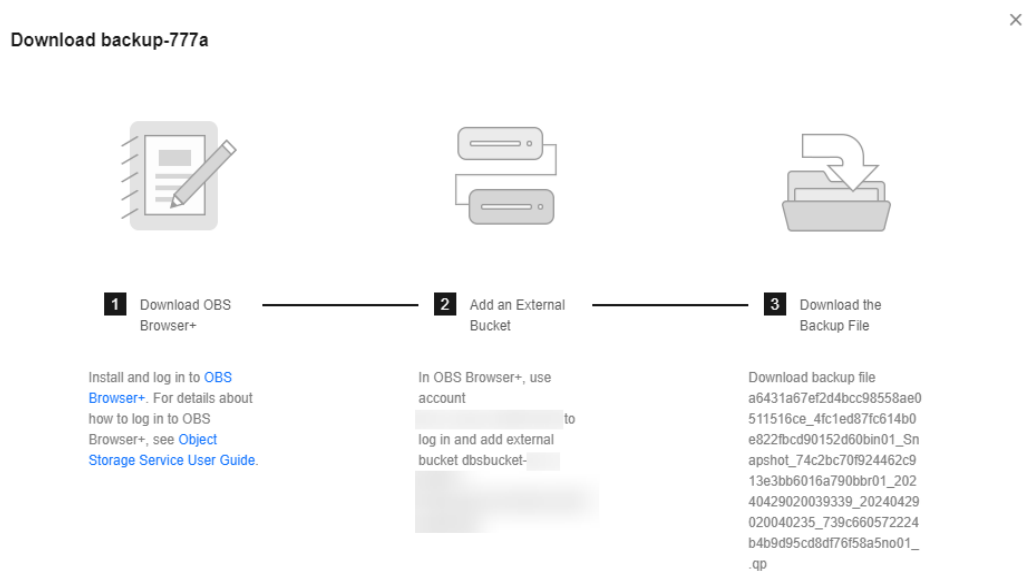 Download backup-777a
1 Download OBS
Browser+
2 Add an External
Bucket
3 Download the
Backup File
Install and log in to OBS
Browser+. For details about
how to log in to OBS
Browser+, see Object
Storage Service User Guide.
In OBS Browser+, use
account
to
log in and add external
bucket dbsbucket-
Download backup file
a6431a67ef2d4bcc98558ae0
511516ce_4fc1ed87fc614b0
e822fbcd90152d60bin01_Sn
apshot_74c2bc70f924462c9
13e3bb6016a790bbr01_202
40429020039339_20240429
020040235_739c660572224
b4b9d95cd8df76f58a5no01_
.qp